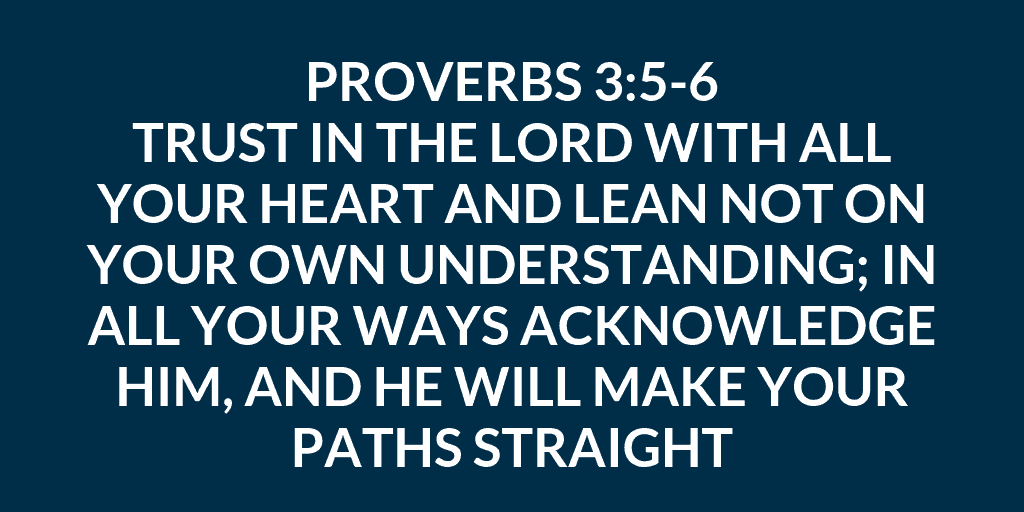 PROVERBS 3:5-6
TRUST IN THE LORD WITH ALL
YOUR HEART AND LEAN NOT ON
YOUR OWN UNDERSTANDING; IN
ALL YOUR WAYS ACKNOWLEDGE
HIM, AND HE WILL MAKE YOUR
PATHS STRAIGHT